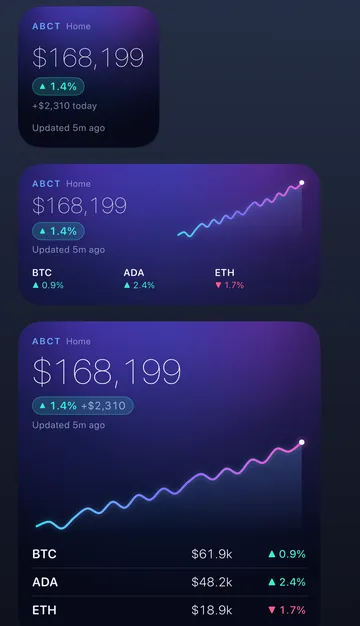 ABCT Home
$168,199
▲ 1.4%
+$2,310 today
Updated 5m ago
ABCT Home
$168,199
▲ 1.4%
Updated 5m ago
BTC ADA ETH
▲ 0.9% ▲ 2.4% ▼ 1.7%
ABCT Home
$168,199
▲ 1.4% +$2,310
Updated 5m ago
BTC $61.9k ▲ 0.9%
ADA $48.2k ▲ 2.4%
ETH $18.9k ▼ 1.7%